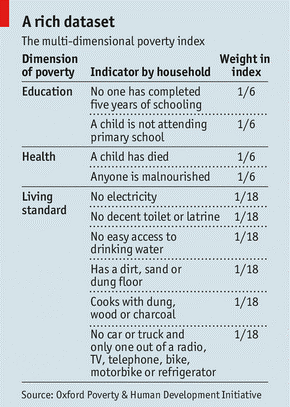 A rich dataset
The multi-dimensional poverty index
Dimension of poverty Indicator by household Weight in index
Education No one has completed five years of schooling 1/6
A child is not attending primary school 1/6
Health A child has died 1/6
Anyone is malnourished 1/6
Living standard No electricity 1/18
No decent toilet or latrine 1/18
No easy access to drinking water 1/18
Has a dirt, sand or dung floor 1/18
Cooks with dung, wood or charcoal 1/18
No car or truck and only one out of a radio, TV, telephone, bike, motorbike or refrigerator 1/18
Source: Oxford Poverty & Human Development Initiative